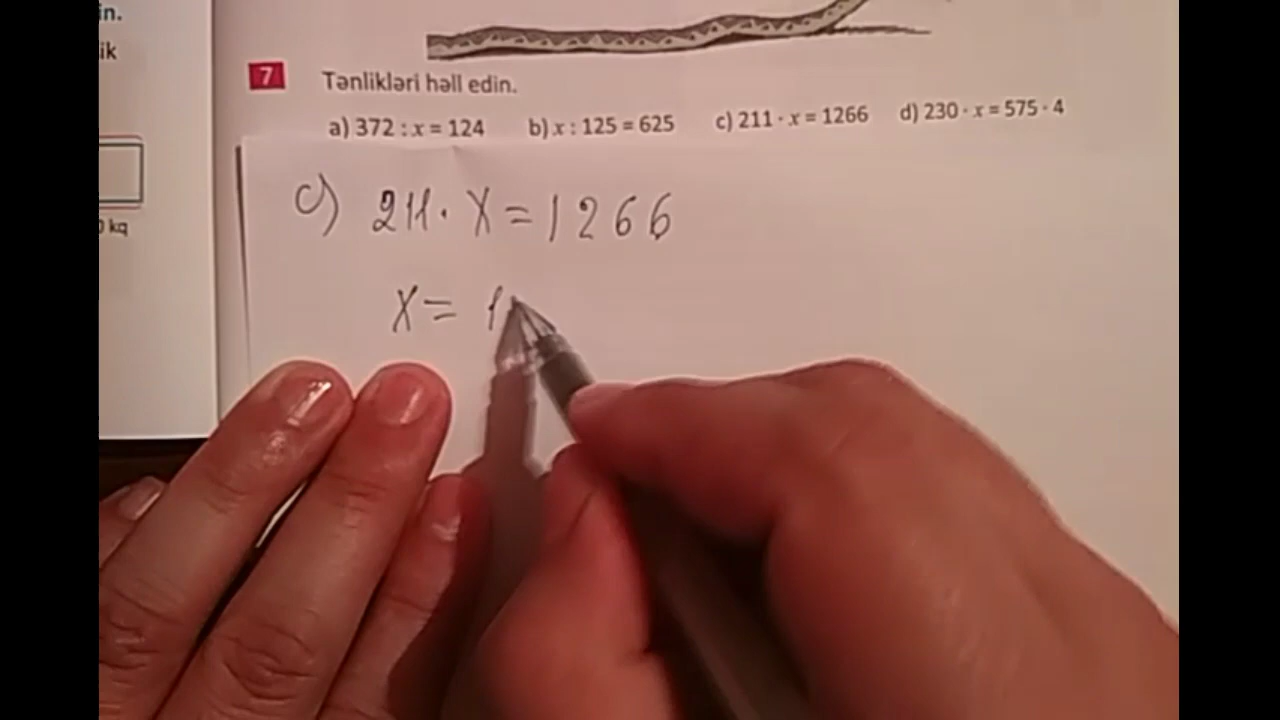 in.
ik
7 Tənlikləri həll edin.
a) 372 : x = 124 b) x : 125 = 625 c) 211 · x = 1266 d) 230 · x = 575 · 4
0 kq
c) 211 · x = 1266
x = 1